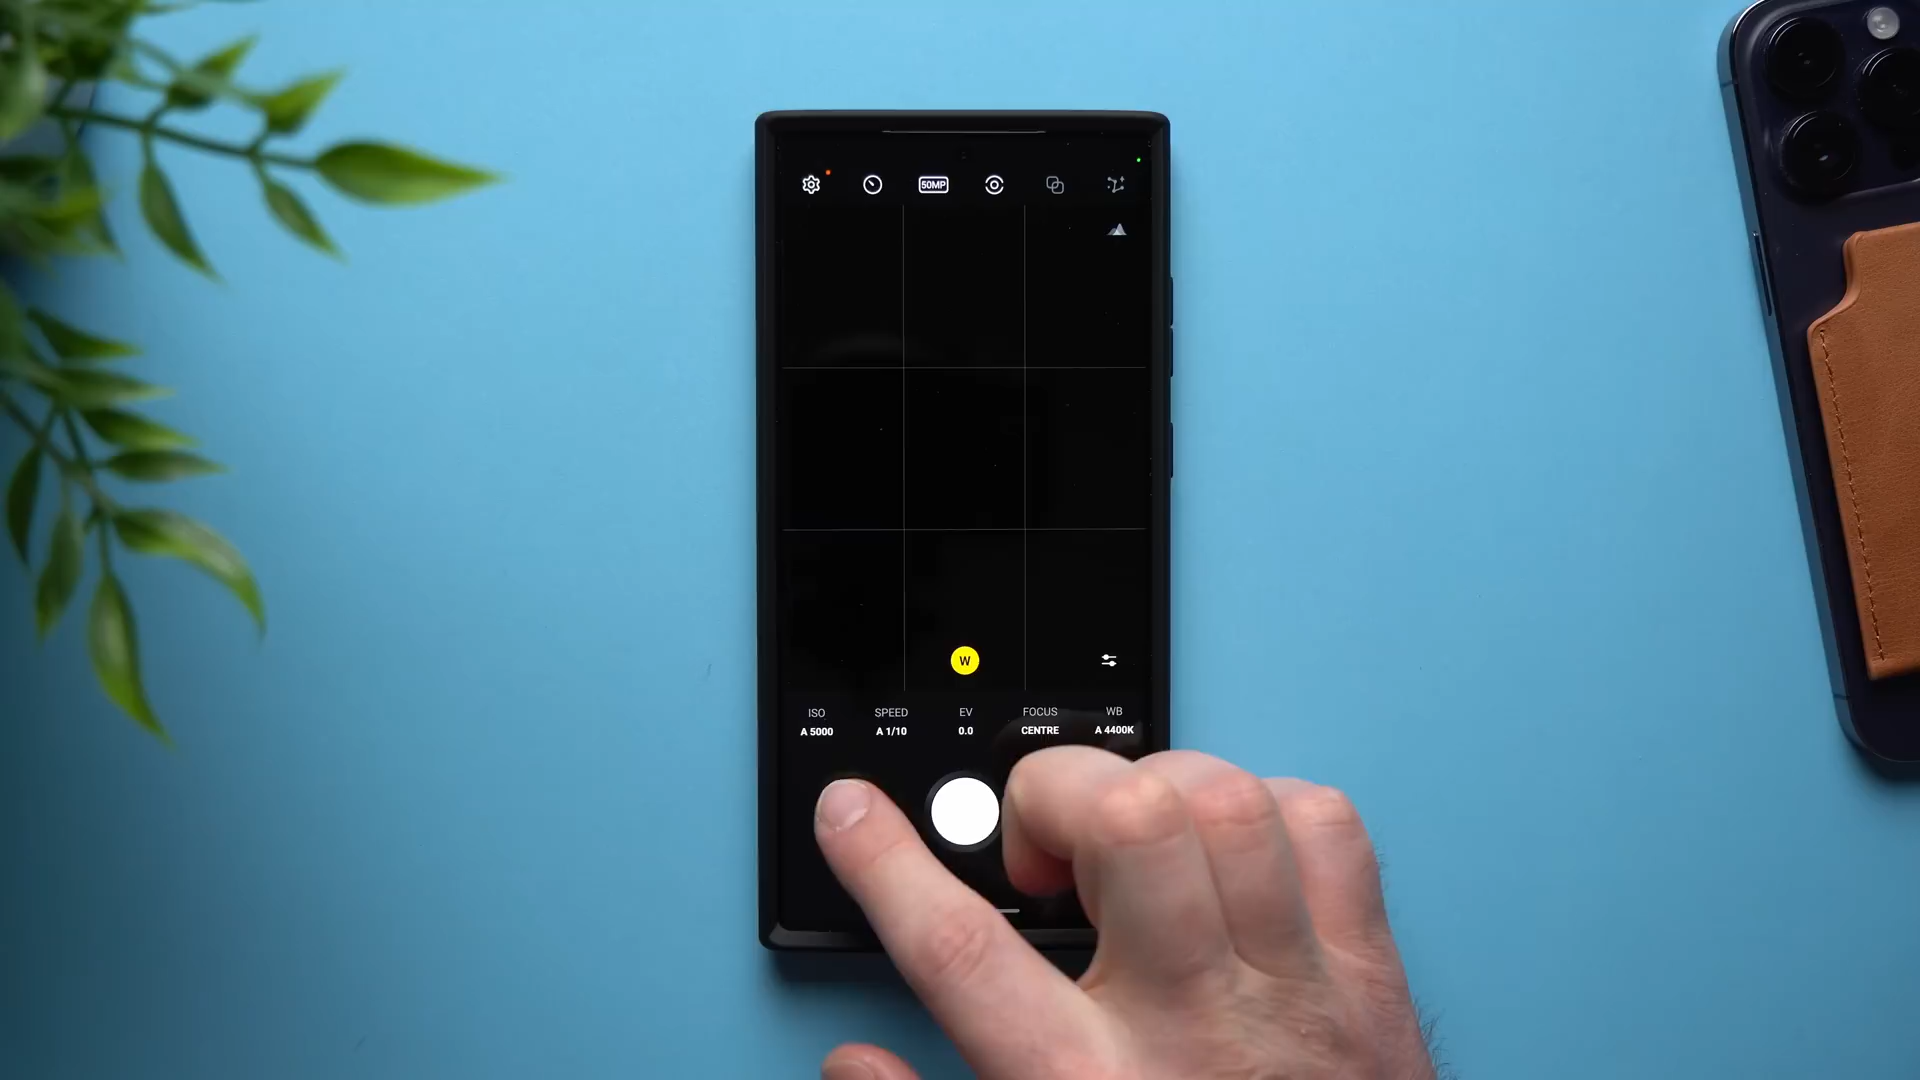 50MP
W
ISO SPEED EV FOCUS WB
A 5000 A 1/10 0.0 CENTRE A 4400K